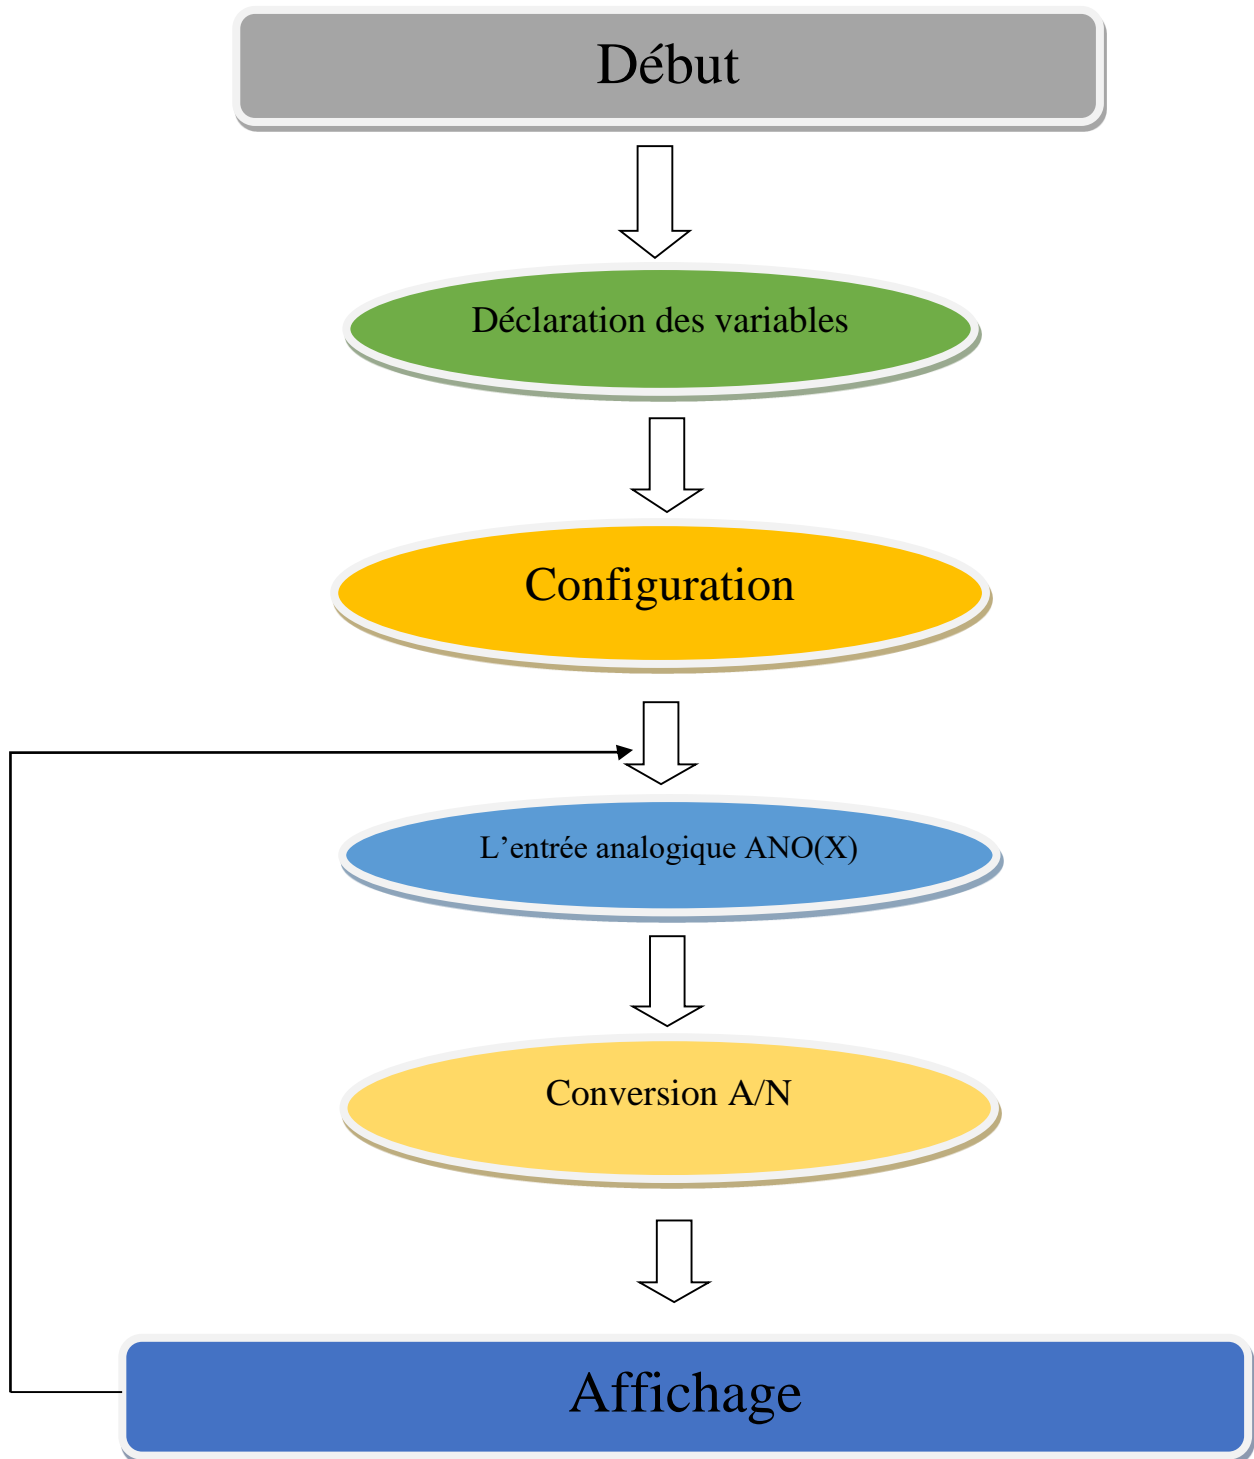 Début
Déclaration des variables
Configuration
L’entrée analogique ANO(X)
Conversion A/N
Affichage